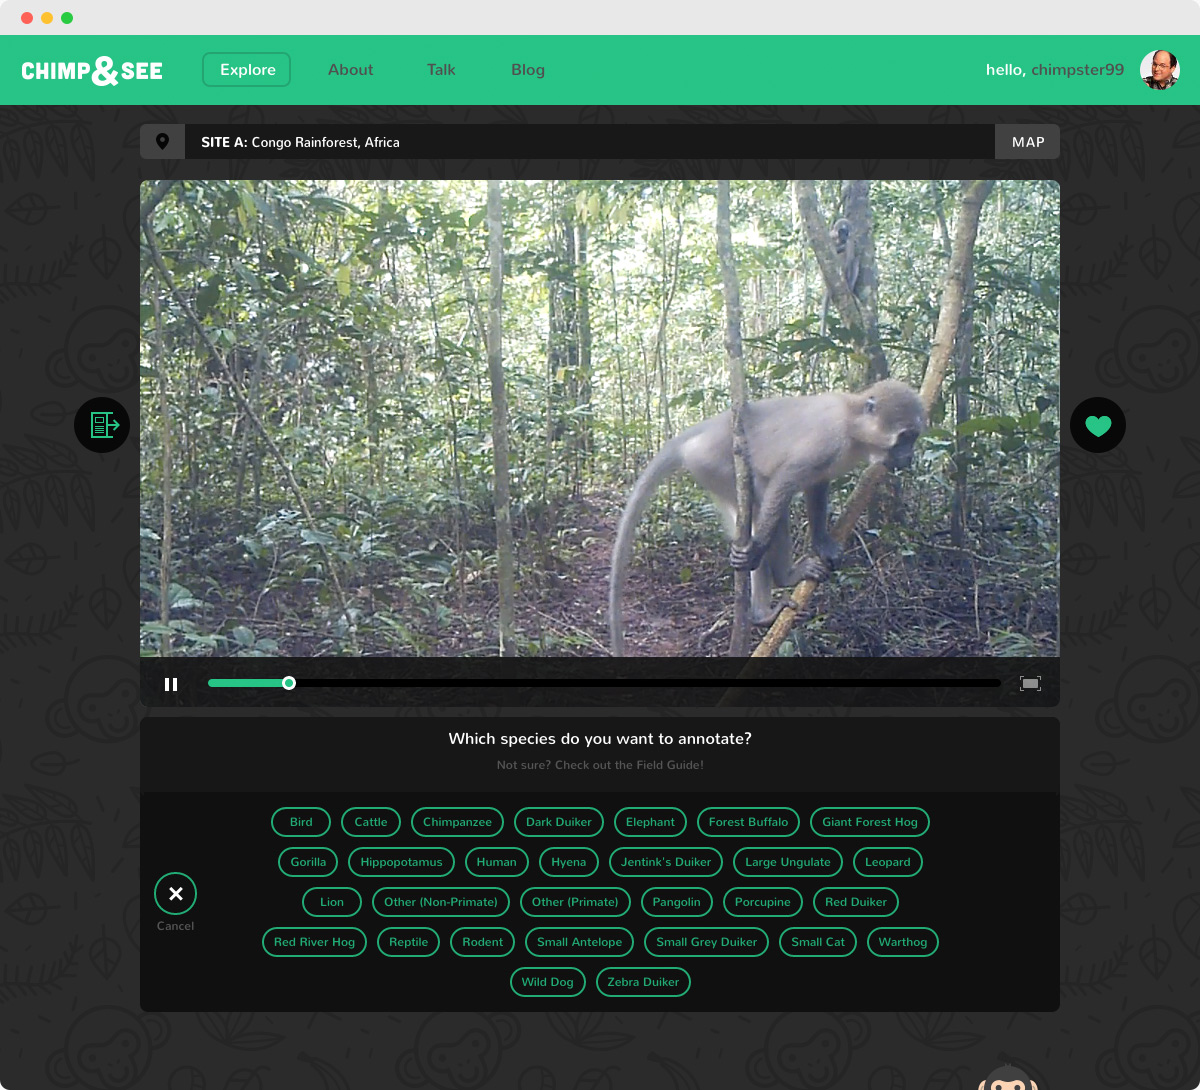 CHIMP&SEE Explore About Talk Blog hello, chimpster99
SITE A: Congo Rainforest, Africa MAP
Which species do you want to annotate?
Not sure? Check out the Field Guide!
Bird Cattle Chimpanzee Dark Duiker Elephant Forest Buffalo Giant Forest Hog
Gorilla Hippopotamus Human Hyena Jentink's Duiker Large Ungulate Leopard
Lion Other (Non-Primate) Other (Primate) Pangolin Porcupine Red Duiker
Cancel
Red River Hog Reptile Rodent Small Antelope Small Grey Duiker Small Cat Warthog
Wild Dog Zebra Duiker